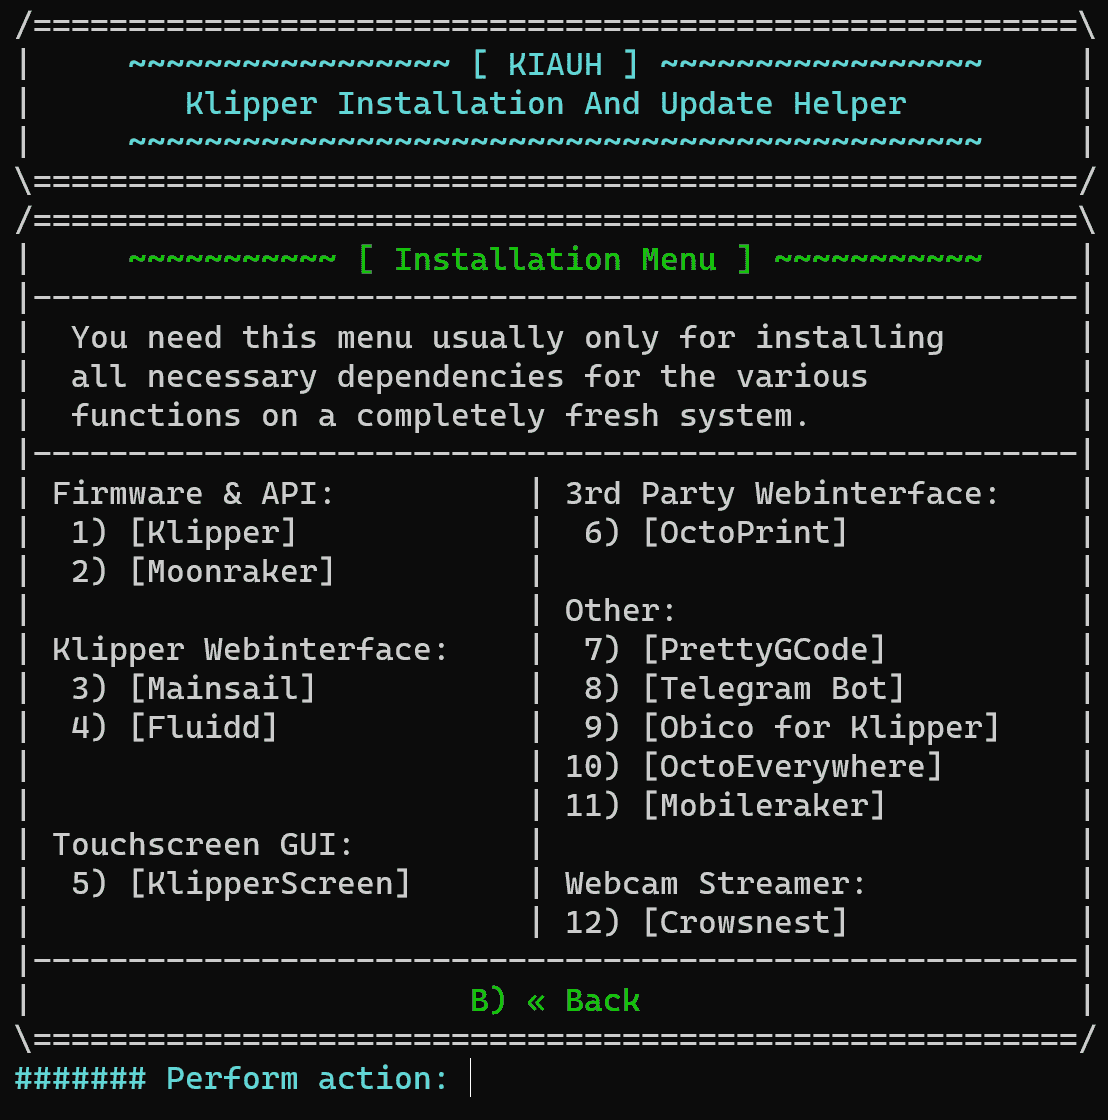 /=======================================================\
|     ~~~~~~~~~~~~~~~~~ [ KIAUH ] ~~~~~~~~~~~~~~~~~     |
|        Klipper Installation And Update Helper         |
|     ~~~~~~~~~~~~~~~~~~~~~~~~~~~~~~~~~~~~~~~~~~~~~     |
\=======================================================/
/=======================================================\
|     ~~~~~~~~~~~ [ Installation Menu ] ~~~~~~~~~~~     |
|-------------------------------------------------------|
|  You need this menu usually only for installing       |
|  all necessary dependencies for the various           |
|  functions on a completely fresh system.              |
|-------------------------------------------------------|
| Firmware & API:          | 3rd Party Webinterface:    |
|  1) [Klipper]            |  6) [OctoPrint]            |
|  2) [Moonraker]          |                            |
|                          | Other:                     |
| Klipper Webinterface:    |  7) [PrettyGCode]          |
|  3) [Mainsail]           |  8) [Telegram Bot]         |
|  4) [Fluidd]             |  9) [Obico for Klipper]    |
|                          | 10) [OctoEverywhere]       |
|                          | 11) [Mobileraker]          |
| Touchscreen GUI:         |                            |
|  5) [KlipperScreen]      | Webcam Streamer:           |
|                          | 12) [Crowsnest]            |
|-------------------------------------------------------|
|                       B) « Back                       |
\=======================================================/
####### Perform action: